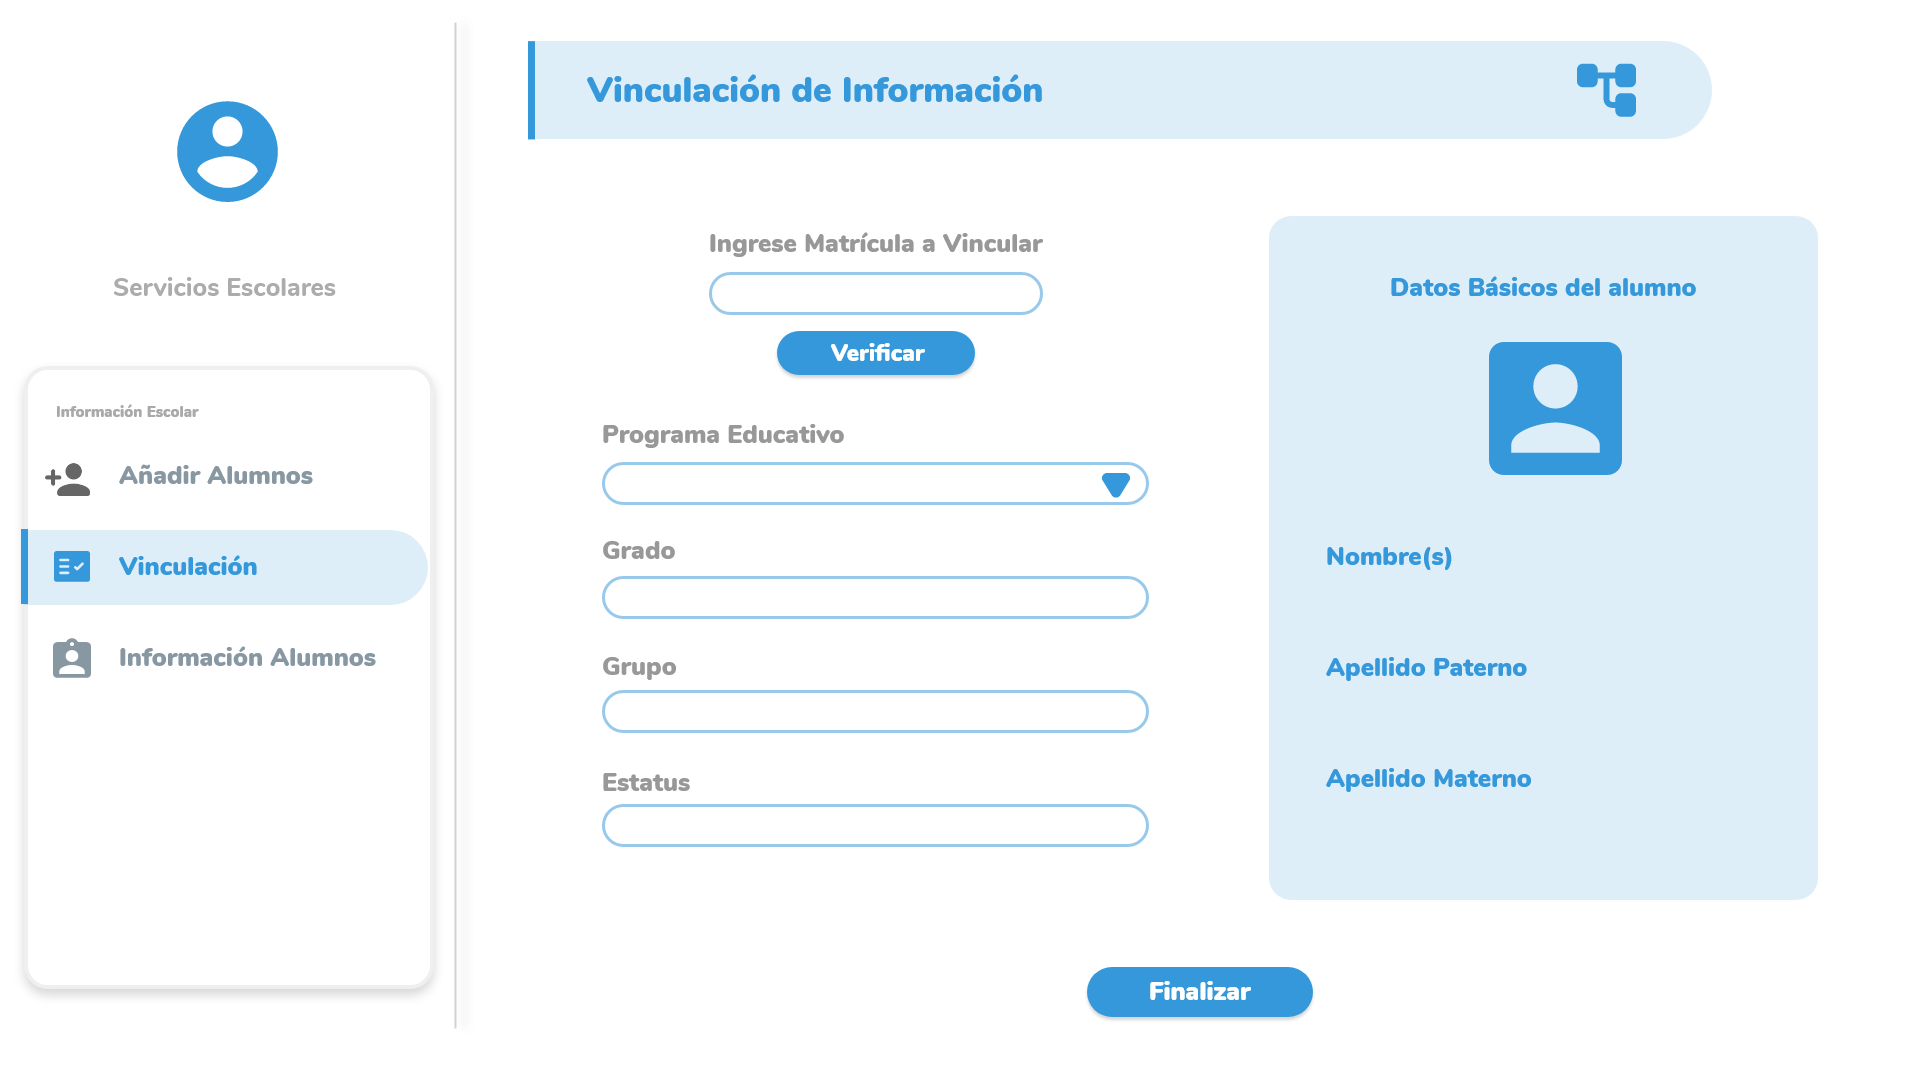 Servicios Escolares
Información Escolar
Añadir Alumnos
Vinculación
Información Alumnos
Vinculación de Información
Ingrese Matrícula a Vincular
Verificar
Programa Educativo
Grado
Grupo
Estatus
Datos Básicos del alumno
Nombre(s)
Apellido Paterno
Apellido Materno
Finalizar